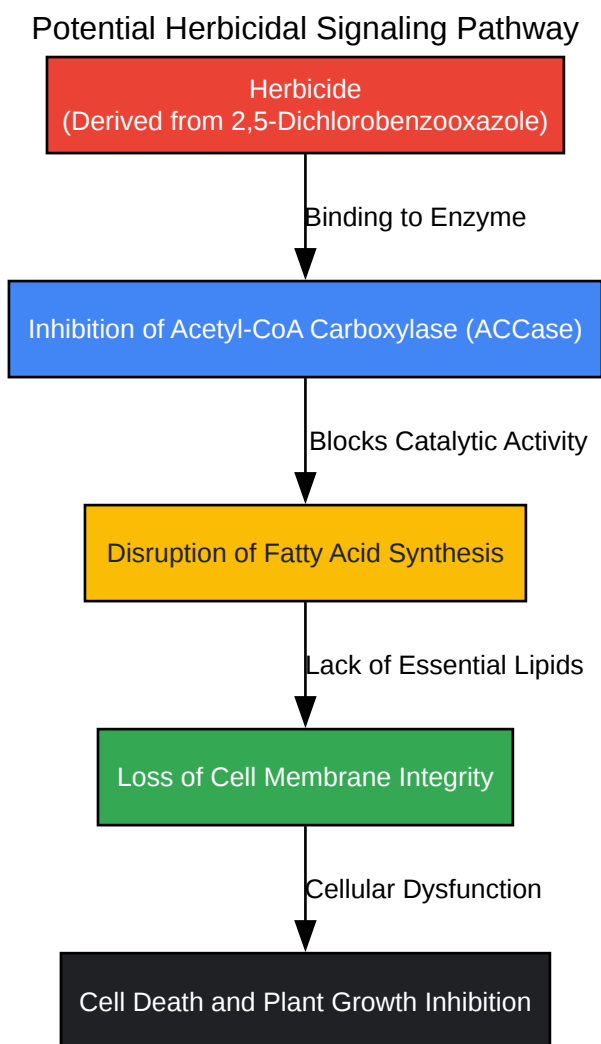 Potential Herbicidal Signaling Pathway
Herbicide
(Derived from 2,5-Dichlorobenzooxazole)
Binding to Enzyme
Inhibition of Acetyl-CoA Carboxylase (ACCase)
Blocks Catalytic Activity
Disruption of Fatty Acid Synthesis
Lack of Essential Lipids
Loss of Cell Membrane Integrity
Cellular Dysfunction
Cell Death and Plant Growth Inhibition